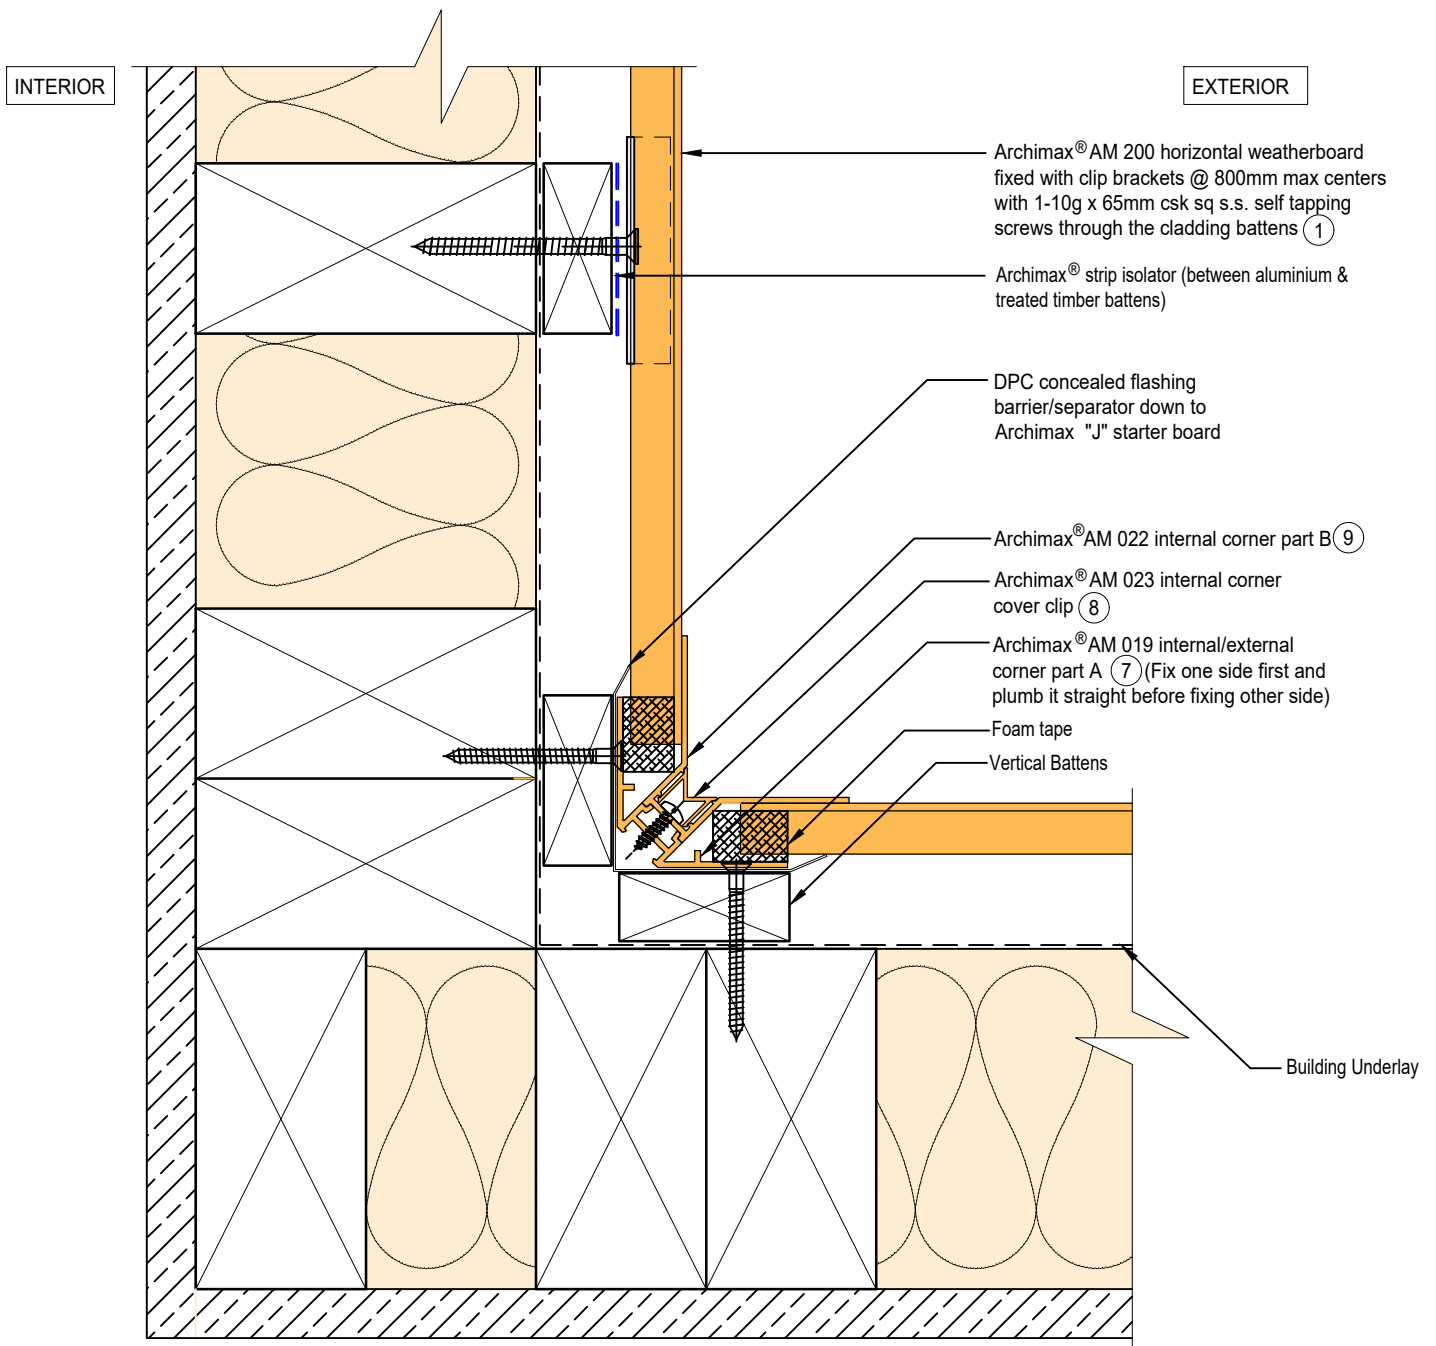 INTERIOR
EXTERIOR
Archimax® AM 200 horizontal weatherboard
fixed with clip brackets @ 800mm max centers
with 1-10g x 65mm csk sq s.s. self tapping
screws through the cladding battens 1
Archimax® strip isolator (between aluminium &
treated timber battens)
DPC concealed flashing
barrier/separator down to
Archimax "J" starter board
Archimax® AM 022 internal corner part B 9
Archimax® AM 023 internal corner
cover clip 8
Archimax® AM 019 internal/external
corner part A 7 (Fix one side first and
plumb it straight before fixing other side)
Foam tape
Vertical Battens
Building Underlay